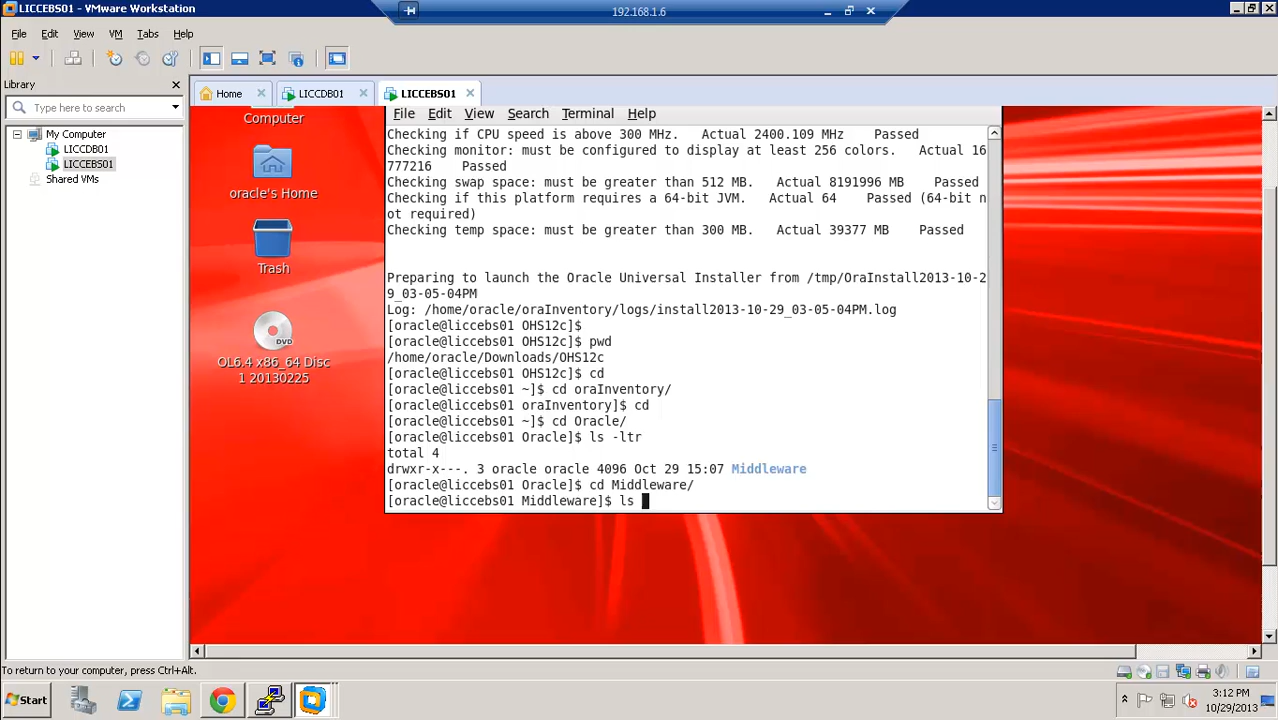 LICCEBS01 - VMware Workstation
192.168.1.6
File Edit View VM Tabs Help
Library
Type here to search
My Computer
LICCDB01
LICCEBS01
Shared VMs
Home
LICCDB01
LICCEBS01
Computer
oracle's Home
Trash
DVD
OL6.4 x86_64 Disc
1 20130225
File Edit View Search Terminal Help
Checking if CPU speed is above 300 MHz.   Actual 2400.109 MHz    Passed
Checking monitor: must be configured to display at least 256 colors.   Actual 16
777216    Passed
Checking swap space: must be greater than 512 MB.   Actual 8191996 MB    Passed
Checking if this platform requires a 64-bit JVM.   Actual 64    Passed (64-bit n
ot required)
Checking temp space: must be greater than 300 MB.   Actual 39377 MB    Passed
Preparing to launch the Oracle Universal Installer from /tmp/OraInstall2013-10-2
9_03-05-04PM
Log: /home/oracle/oraInventory/logs/install2013-10-29_03-05-04PM.log
[oracle@liccebs01 OHS12c]$
[oracle@liccebs01 OHS12c]$ pwd
/home/oracle/Downloads/OHS12c
[oracle@liccebs01 OHS12c]$ cd
[oracle@liccebs01 ~]$ cd oraInventory/
[oracle@liccebs01 oraInventory]$ cd
[oracle@liccebs01 ~]$ cd Oracle/
[oracle@liccebs01 Oracle]$ ls -ltr
total 4
drwxr-x---. 3 oracle oracle 4096 Oct 29 15:07 Middleware
[oracle@liccebs01 Oracle]$ cd Middleware/
[oracle@liccebs01 Middleware]$ ls
To return to your computer, press Ctrl+Alt.
Start
3:12 PM
10/29/2013